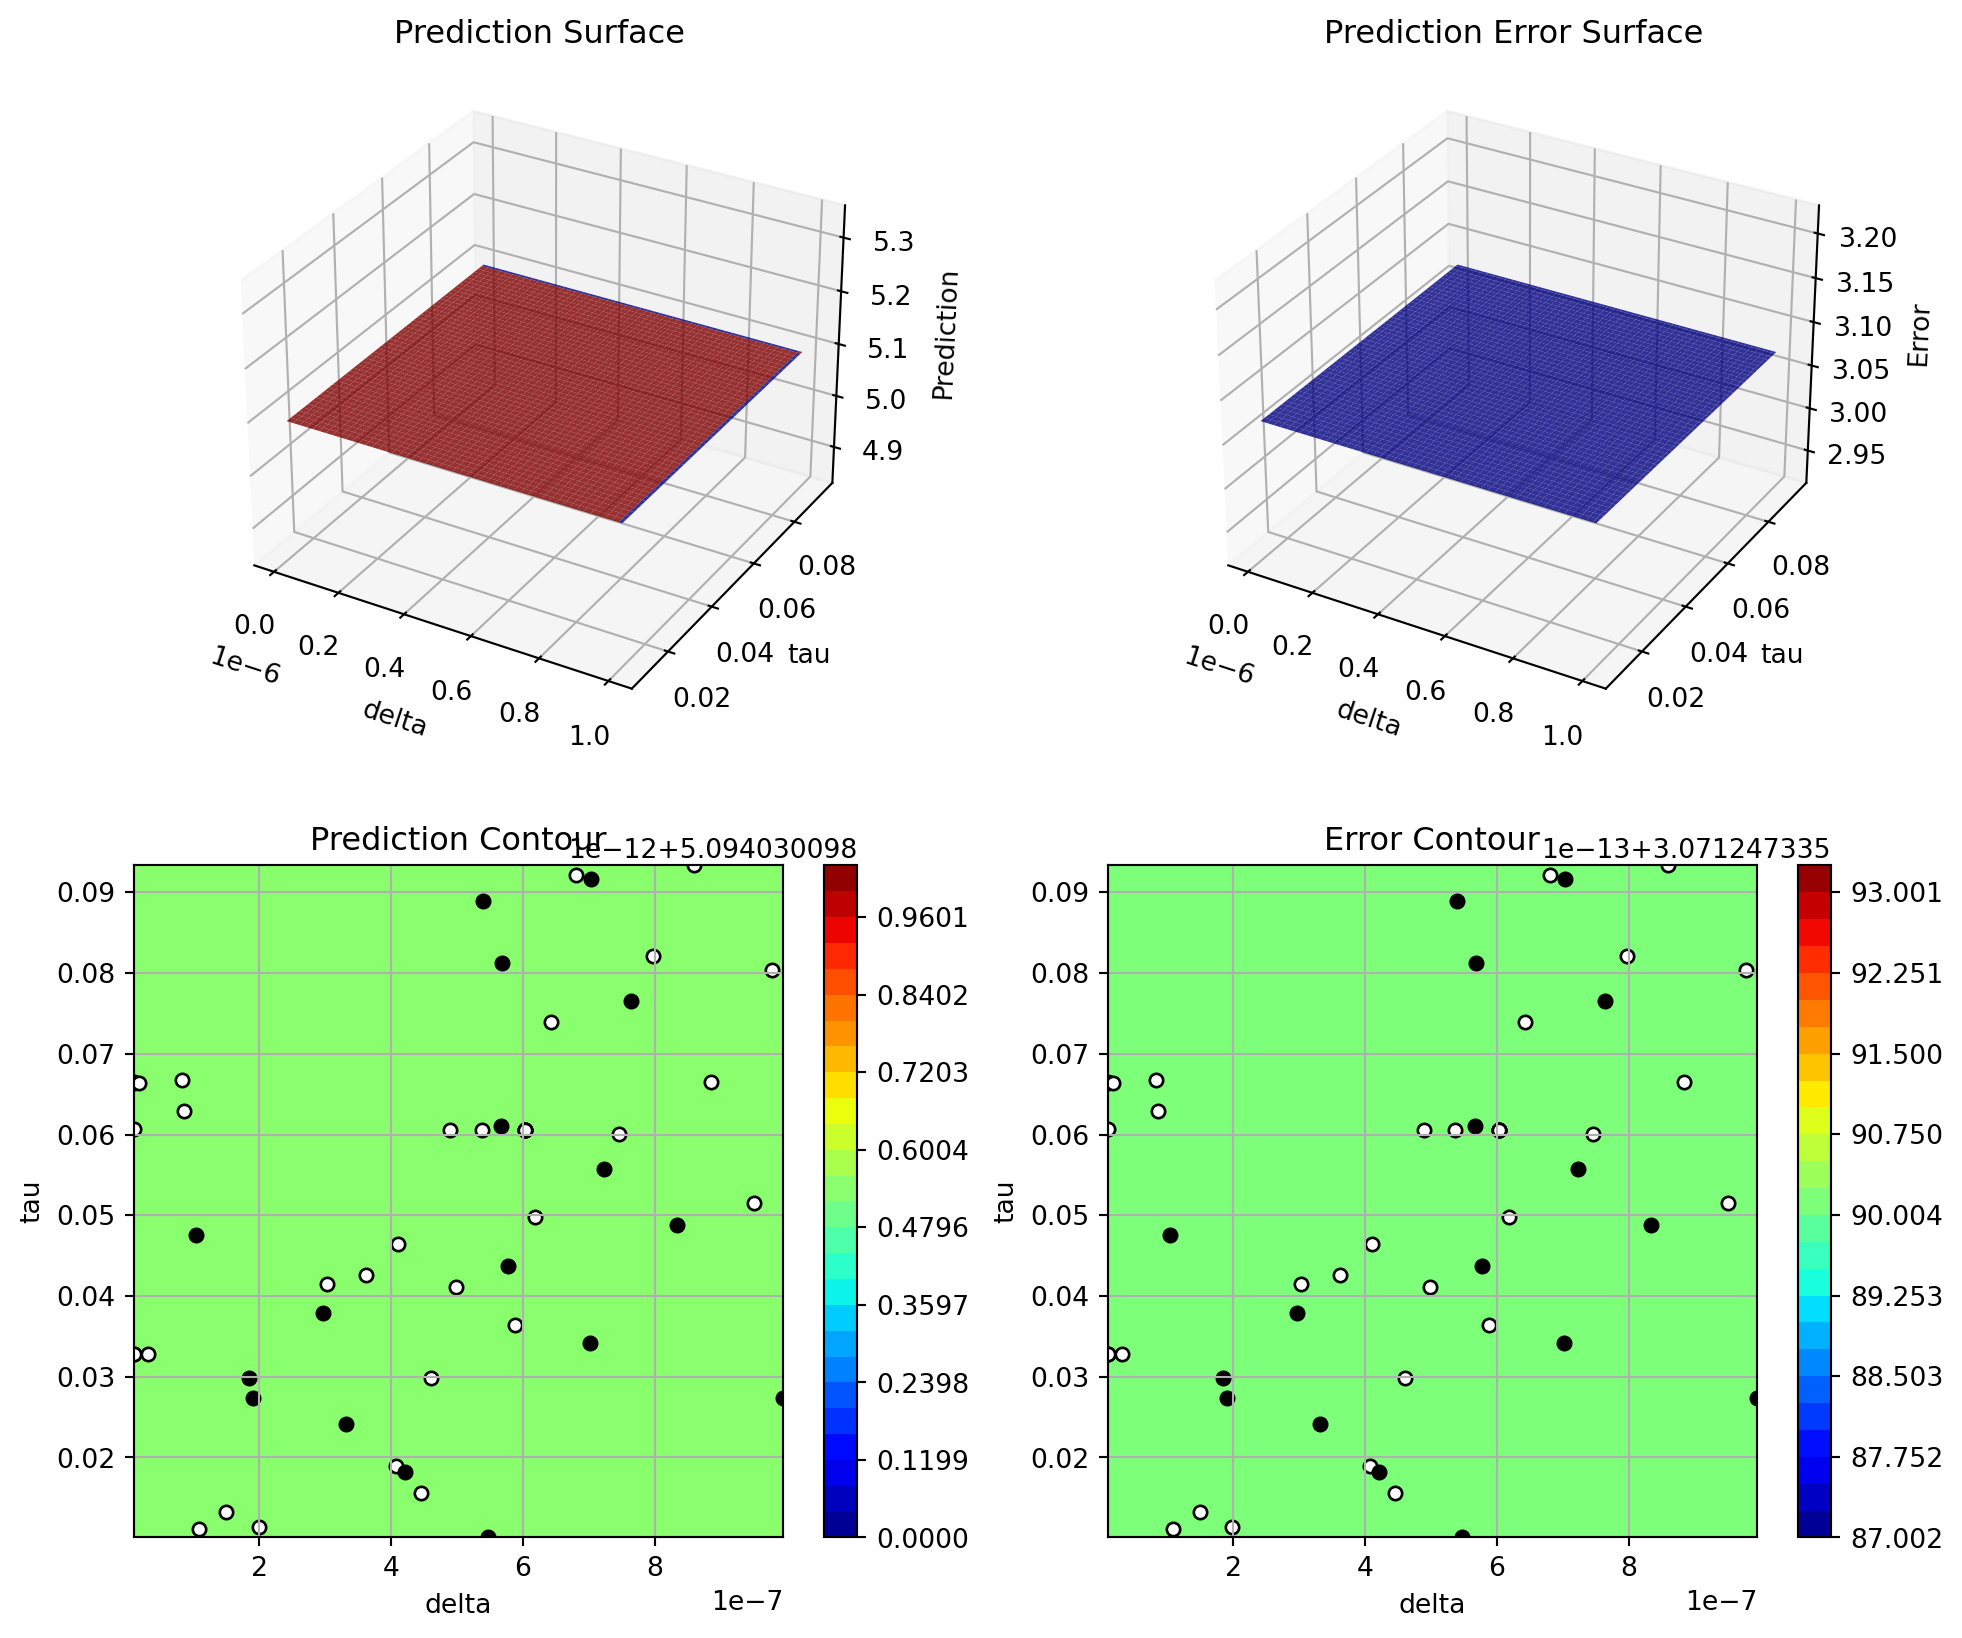 Prediction Surface
5.3
5.2
5.1
5.0
4.9
Prediction
0.08
0.06
0.04
0.02
tau
0.0
0.2
0.4
0.6
0.8
1.0
1e−6
delta
Prediction Error Surface
3.20
3.15
3.10
3.05
3.00
2.95
Error
0.08
0.06
0.04
0.02
tau
0.0
0.2
0.4
0.6
0.8
1.0
1e−6
delta
Prediction Contour
1e−12+5.094030098
0.09
0.08
0.07
0.06
0.05
0.04
0.03
0.02
tau
2 4 6 8
1e−7
delta
0.9601
0.8402
0.7203
0.6004
0.4796
0.3597
0.2398
0.1199
0.0000
Error Contour
1e−13+3.071247335
0.09
0.08
0.07
0.06
0.05
0.04
0.03
0.02
tau
2 4 6 8
1e−7
delta
93.001
92.251
91.500
90.750
90.004
89.253
88.503
87.752
87.002